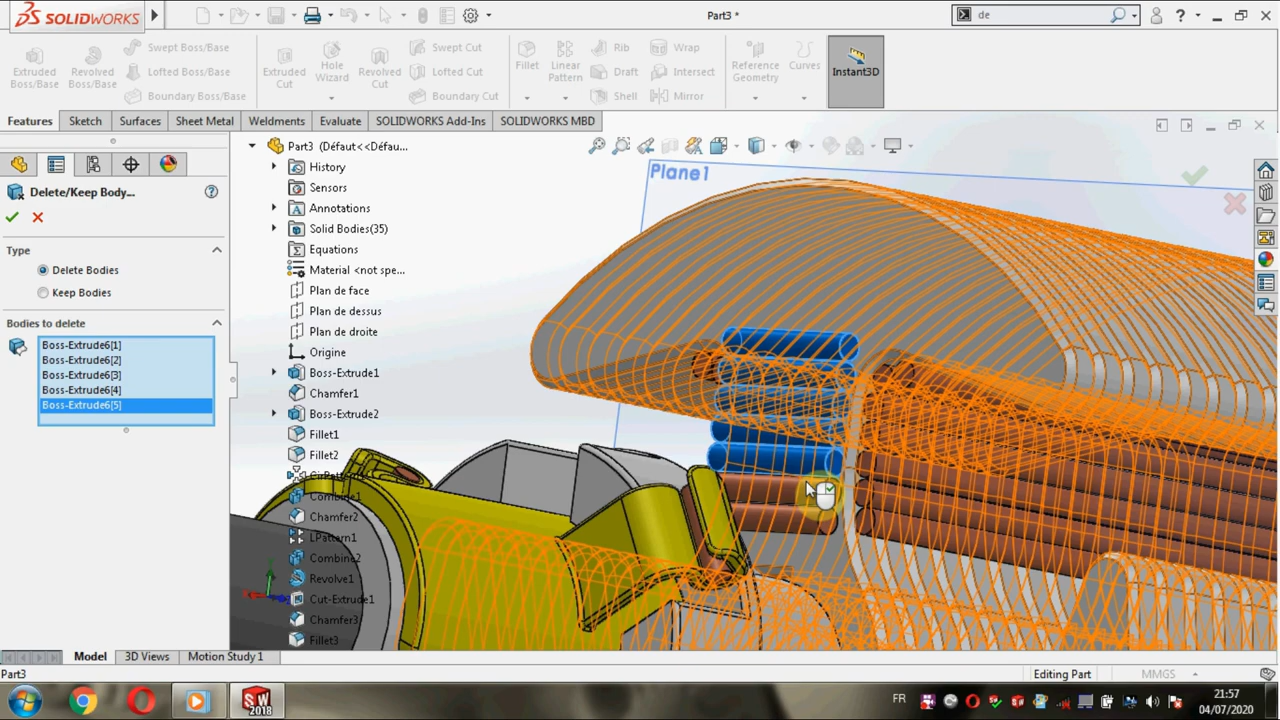 SOLIDWORKS
Part3 *
de
Extruded Boss/Base
Revolved Boss/Base
Swept Boss/Base
Lofted Boss/Base
Boundary Boss/Base
Extruded Cut
Hole Wizard
Revolved Cut
Swept Cut
Lofted Cut
Boundary Cut
Fillet
Linear Pattern
Rib
Draft
Shell
Wrap
Intersect
Mirror
Reference Geometry
Curves
Instant3D
Features
Sketch
Surfaces
Sheet Metal
Weldments
Evaluate
SOLIDWORKS Add-Ins
SOLIDWORKS MBD
Delete/Keep Body...
Type
Delete Bodies
Keep Bodies
Bodies to delete
Boss-Extrude6[1]
Boss-Extrude6[2]
Boss-Extrude6[3]
Boss-Extrude6[4]
Boss-Extrude6[5]
Part3 (Défaut<<Défau...
History
Sensors
Annotations
Solid Bodies(35)
Equations
Material <not spe...
Plan de face
Plan de dessus
Plan de droite
Origine
Boss-Extrude1
Chamfer1
Boss-Extrude2
Fillet1
Fillet2
Combine1
Chamfer2
LPattern1
Combine2
Revolve1
Cut-Extrude1
Chamfer3
Fillet3
Plane1
Model
3D Views
Motion Study 1
Part3
Editing Part
MMGS
SW
2018
FR
21:57
04/07/2020